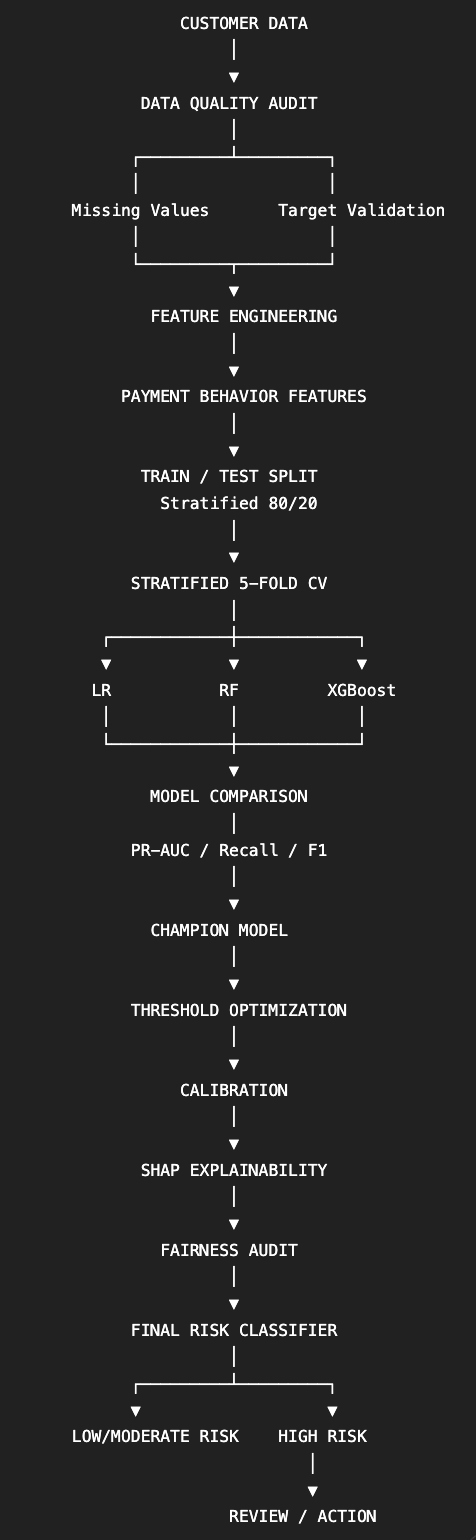 CUSTOMER DATA
DATA QUALITY AUDIT
Missing Values Target Validation
FEATURE ENGINEERING
PAYMENT BEHAVIOR FEATURES
TRAIN / TEST SPLIT
Stratified 80/20
STRATIFIED 5-FOLD CV
LR RF XGBoost
MODEL COMPARISON
PR-AUC / Recall / F1
CHAMPION MODEL
THRESHOLD OPTIMIZATION
CALIBRATION
SHAP EXPLAINABILITY
FAIRNESS AUDIT
FINAL RISK CLASSIFIER
LOW/MODERATE RISK HIGH RISK
REVIEW / ACTION